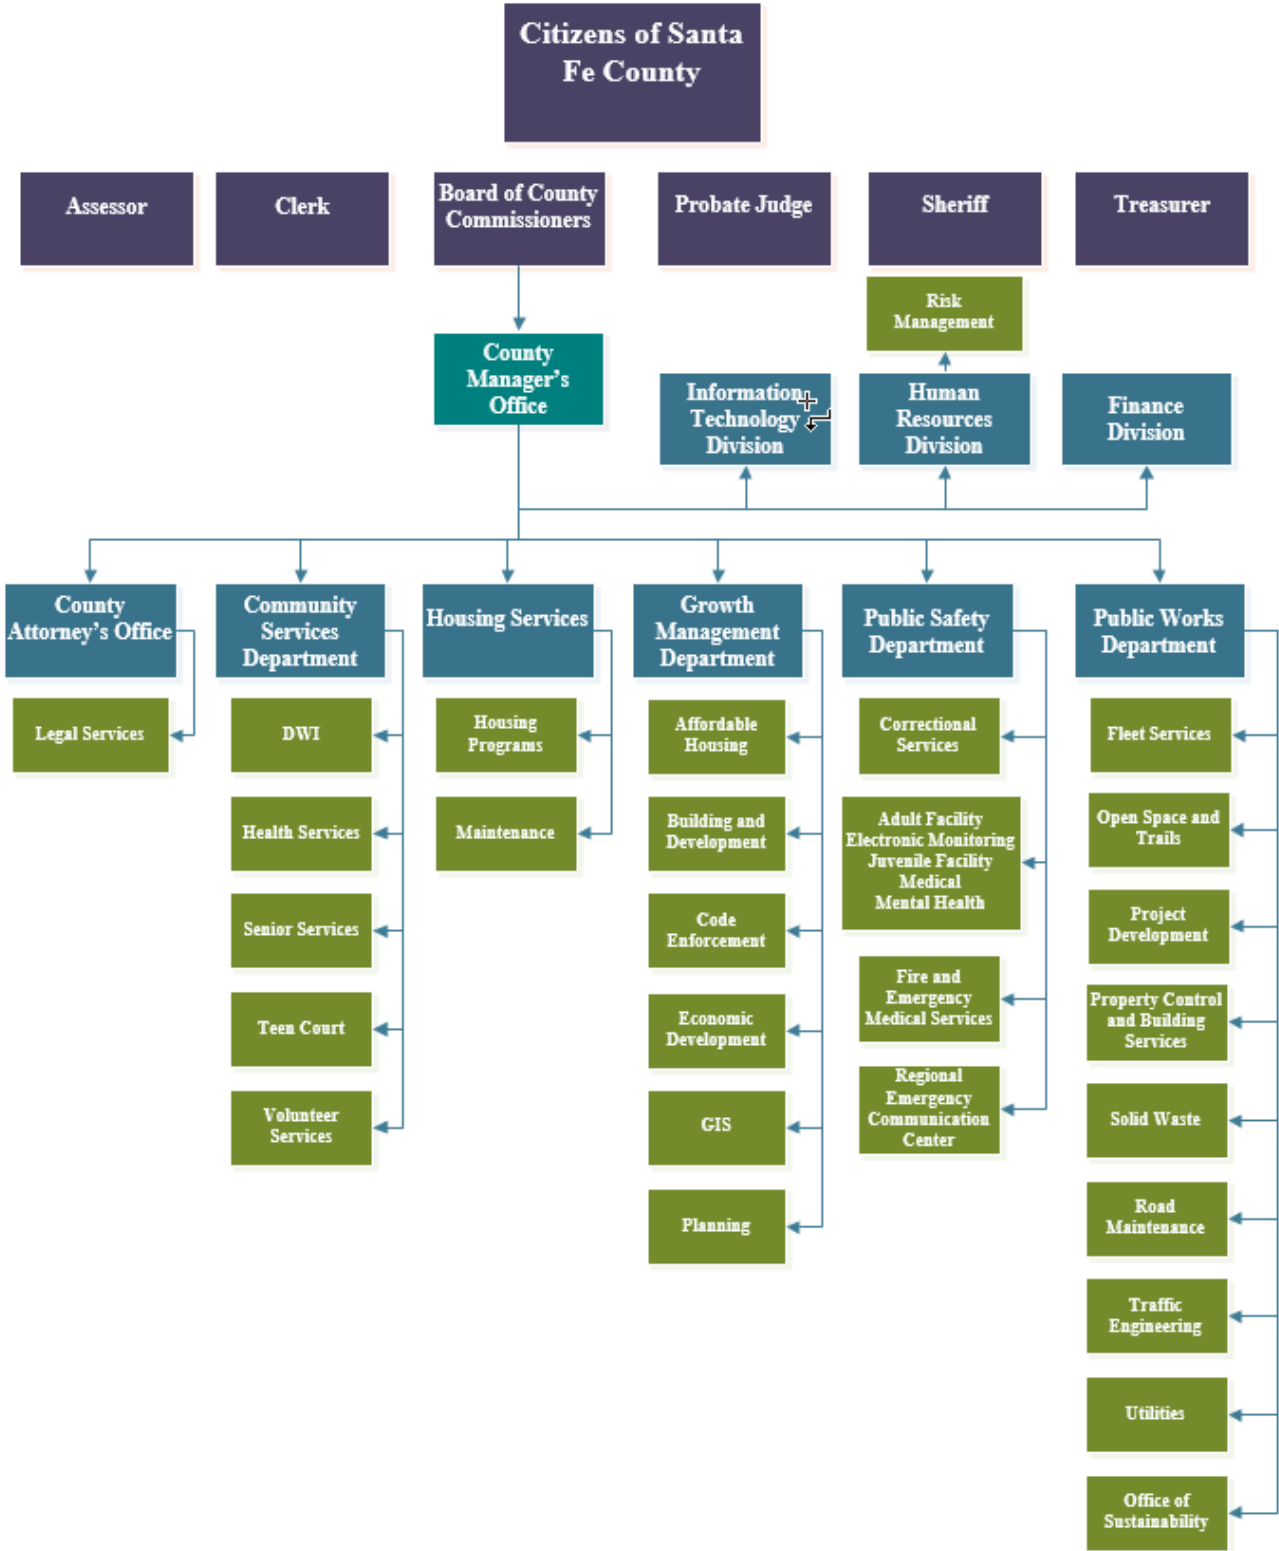 Citizens of Santa
Fe County
Assessor
Clerk
Board of County
Commissioners
Probate Judge
Sheriff
Treasurer
Risk
Management
County
Manager's
Office
Information
Technology
Division
Human
Resources
Division
Finance
Division
County
Attorney's Office
Community
Services
Department
Housing Services
Growth
Management
Department
Public Safety
Department
Public Works
Department
Legal Services
DWI
Health Services
Senior Services
Teen Court
Volunteer
Services
Housing
Programs
Maintenance
Affordable
Housing
Building and
Development
Code
Enforcement
Economic
Development
GIS
Planning
Correctional
Services
Adult Facility
Electronic Monitoring
Juvenile Facility
Medical
Mental Health
Fire and
Emergency
Medical Services
Regional
Emergency
Communication
Center
Fleet Services
Open Space and
Trails
Project
Development
Property Control
and Building
Services
Solid Waste
Road
Maintenance
Traffic
Engineering
Utilities
Office of
Sustainability